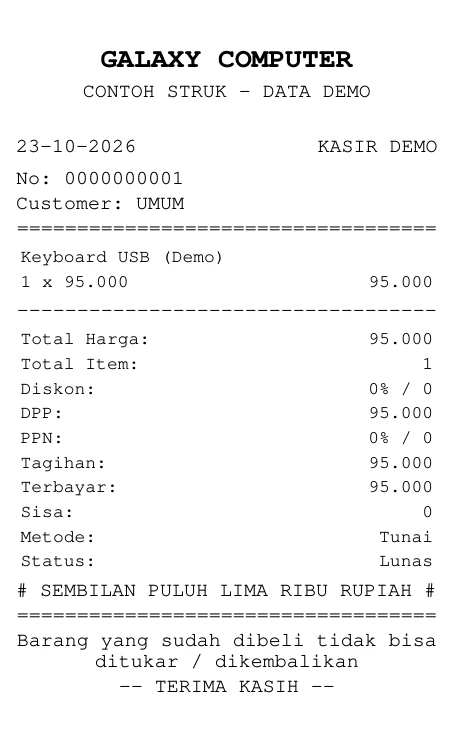 GALAXY COMPUTER
CONTOH STRUK - DATA DEMO
23-10-2026 KASIR DEMO
No: 0000000001
Customer: UMUM
===================================
Keyboard USB (Demo)
1 x 95.000 95.000
-----------------------------------
Total Harga: 95.000
Total Item: 1
Diskon: 0% / 0
DPP: 95.000
PPN: 0% / 0
Tagihan: 95.000
Terbayar: 95.000
Sisa: 0
Metode: Tunai
Status: Lunas
# SEMBILAN PULUH LIMA RIBU RUPIAH #
===================================
Barang yang sudah dibeli tidak bisa
ditukar / dikembalikan
-- TERIMA KASIH --